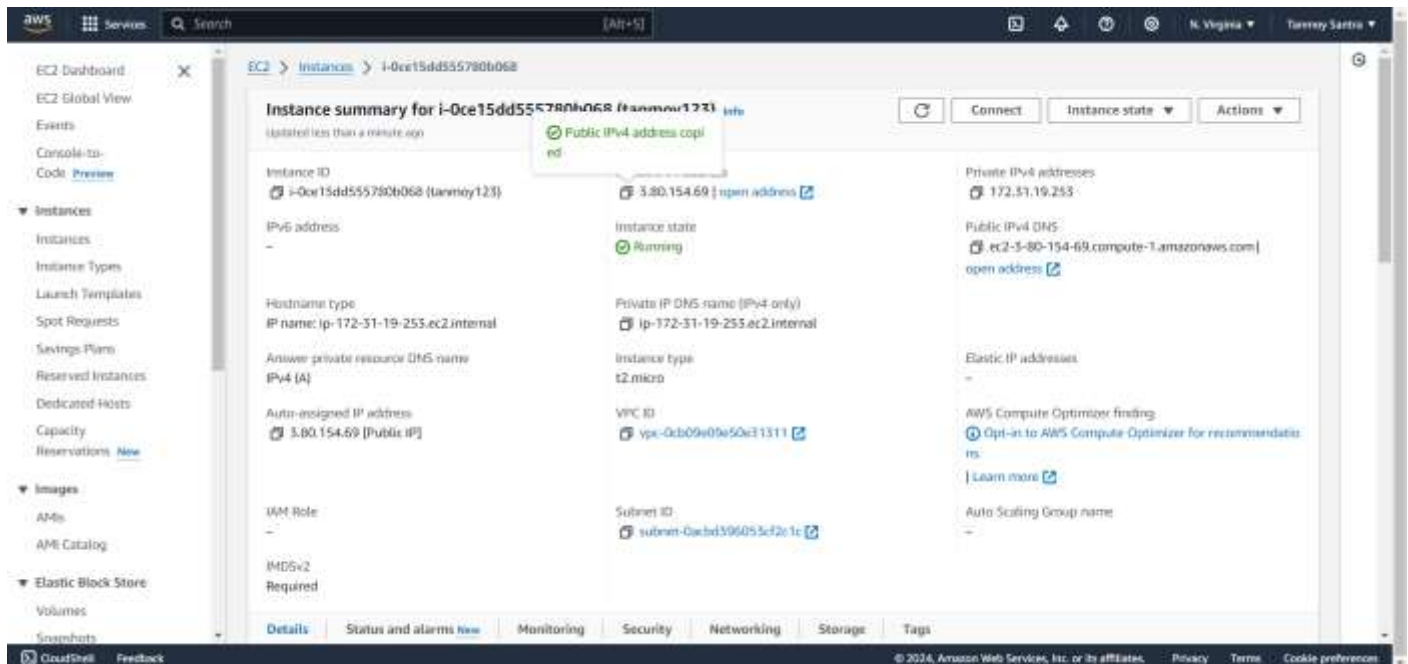 aws
Services
Search
[Alt+S]
N. Virginia
Tanmoy Santra
EC2 Dashboard
EC2 Global View
Events
Console-to-
Code Preview
Instances
Instances
Instance Types
Launch Templates
Spot Requests
Savings Plans
Reserved Instances
Dedicated Hosts
Capacity
Reservations New
Images
AMIs
AMI Catalog
Elastic Block Store
Volumes
Snapshots
EC2 > Instances > i-0ce15dd555780b068
Instance summary for i-0ce15dd555780b068 (tanmoy123) Info
Updated less than a minute ago
Connect
Instance state
Actions
Public IPv4 address copi
ed
Instance ID
i-0ce15dd555780b068 (tanmoy123)
3.80.154.69 | open address
Private IPv4 addresses
172.31.19.253
IPv6 address
–
Instance state
Running
Public IPv4 DNS
ec2-3-80-154-69.compute-1.amazonaws.com |
open address
Hostname type
IP name: ip-172-31-19-253.ec2.internal
Private IP DNS name (IPv4 only)
ip-172-31-19-253.ec2.internal
Answer private resource DNS name
IPv4 (A)
Instance type
t2.micro
Elastic IP addresses
–
Auto-assigned IP address
3.80.154.69 [Public IP]
VPC ID
vpc-0cb09e09e50e31311
AWS Compute Optimizer finding
Opt-in to AWS Compute Optimizer for recommendatio
ns.
| Learn more
IAM Role
–
Subnet ID
Auto Scaling Group name
–
IMDSv2
Required
Details
Status and alarms New
Monitoring
Security
Networking
Storage
Tags
CloudShell
Feedback
© 2024, Amazon Web Services, Inc. or its affiliates.
Privacy
Terms
Cookie preferences